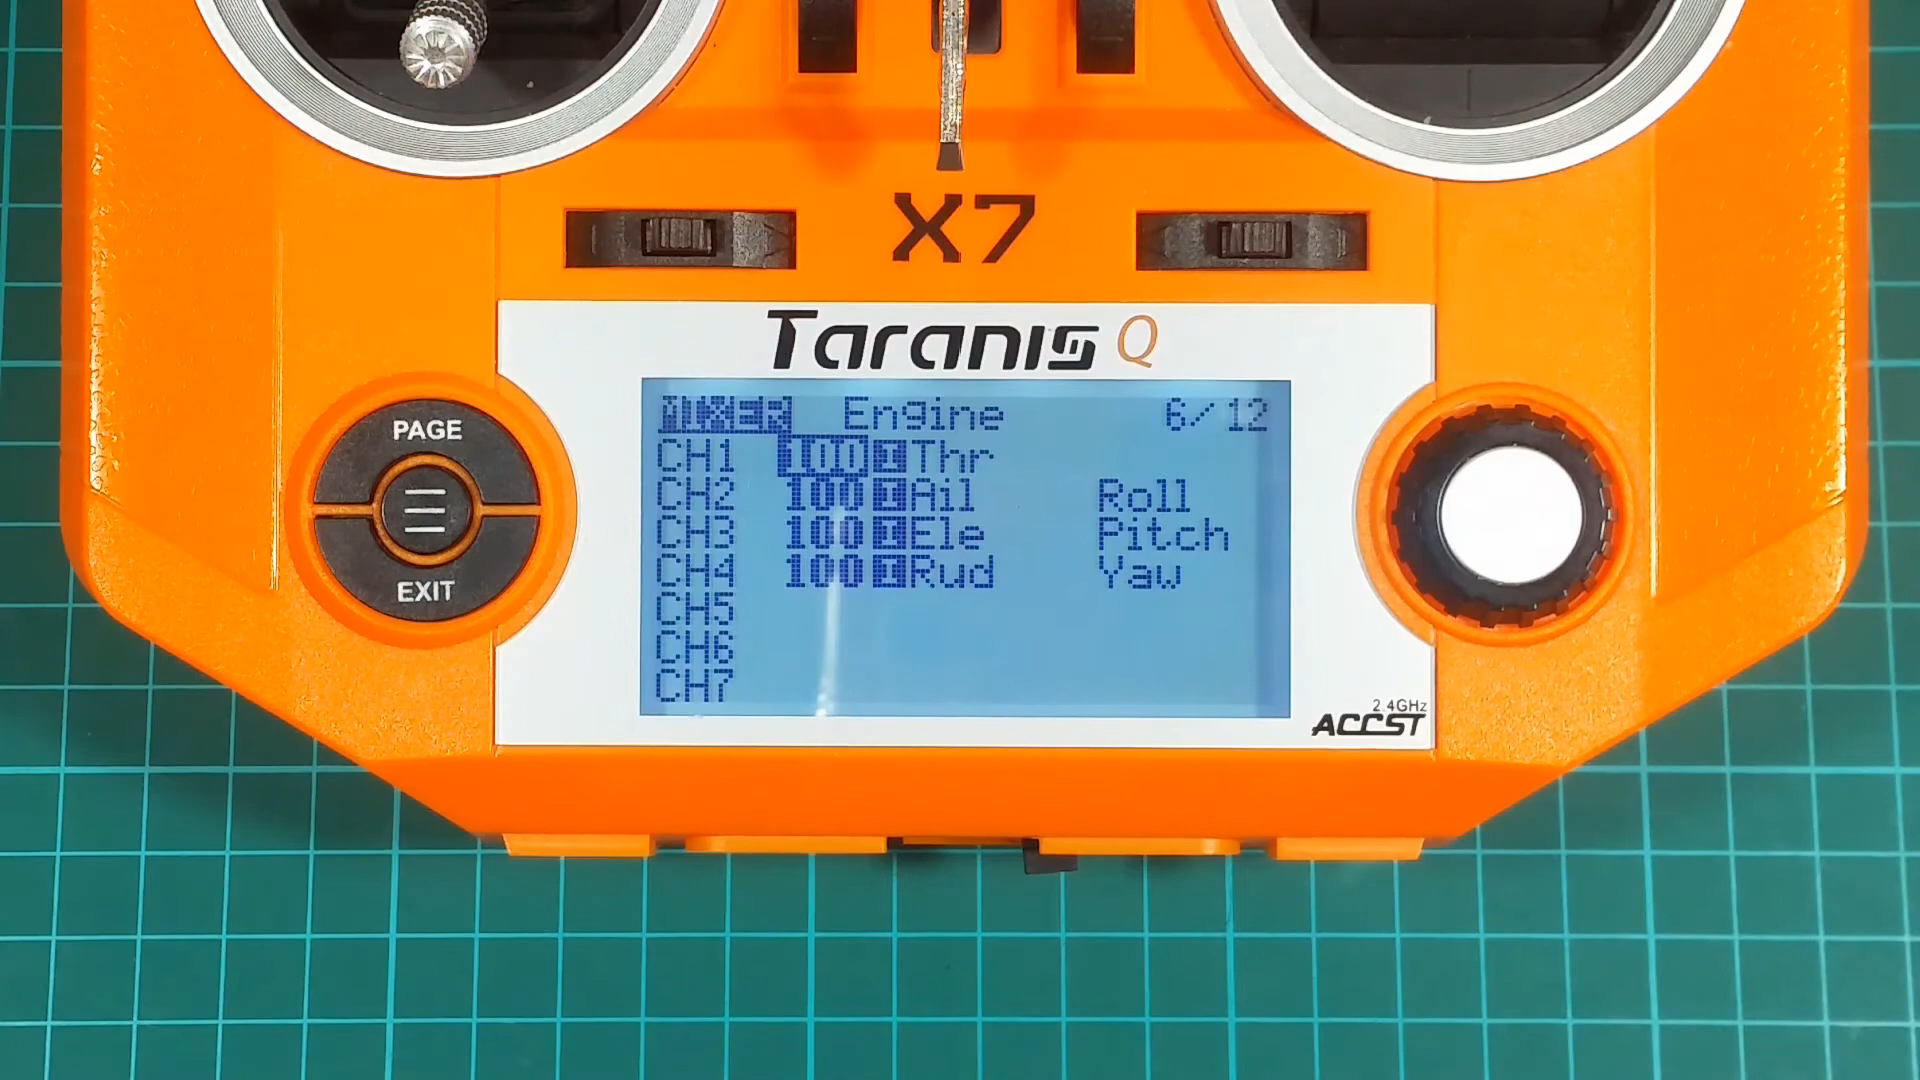 X7
Taranis Q
PAGE
EXIT
MIXER Engine 6/12
CH1 100 I Thr
CH2 100 I Ail Roll
CH3 100 I Ele Pitch
CH4 100 I Rud Yaw
CH5
CH6
CH7
2.4GHz
ACCST